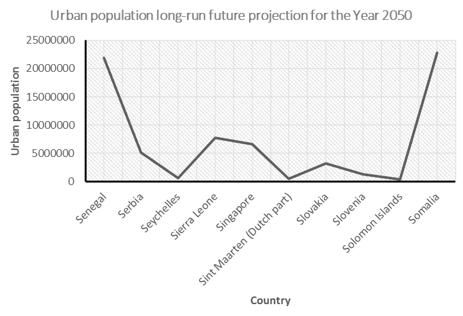 Urban population long-run future projection for the Year 2050
Urban population
25000000
20000000
15000000
10000000
5000000
0
Senegal
Serbia
Seychelles
Sierra Leone
Singapore
Sint Maarten (Dutch part)
Slovakia
Slovenia
Solomon Islands
Somalia
Country